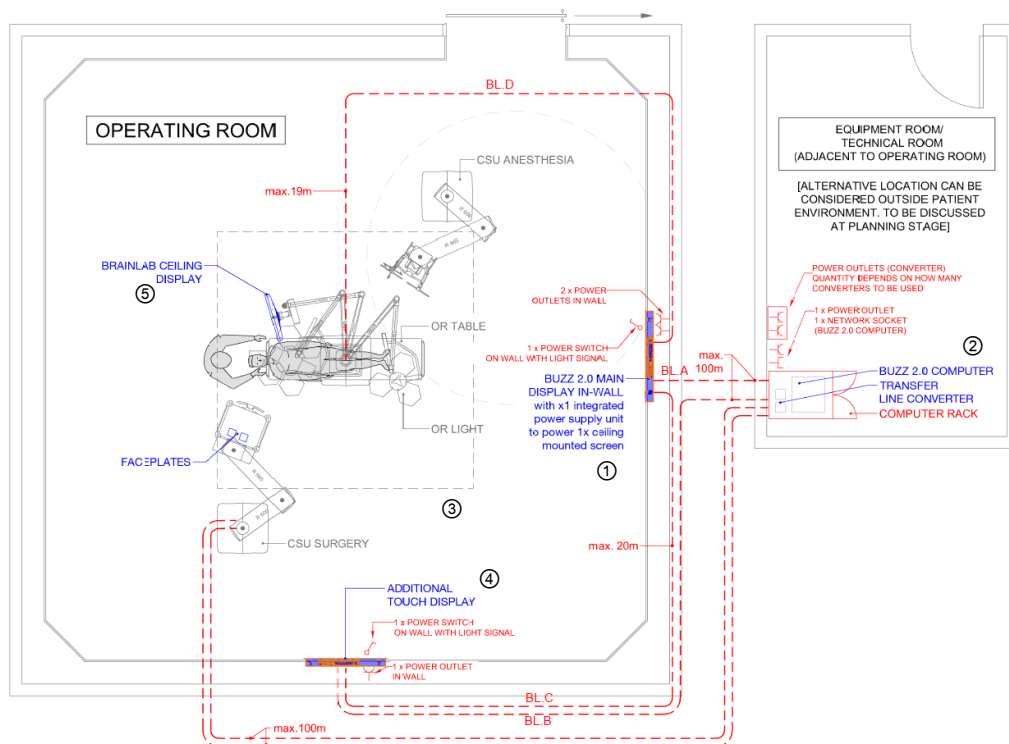 BL.D
OPERATING ROOM
CSU ANESTHESIA
max.19m
R 600
R 865
BRAINLAB CEILING
DISPLAY
⑤
2 x POWER
OUTLETS IN WALL
OR TABLE
1 x POWER SWITCH
ON WALL WITH LIGHT SIGNAL
BUZZ 2.0 MAIN
DISPLAY IN-WALL
with x1 integrated
power supply unit
to power 1x ceiling
mounted screen
①
BL.A
max.
100m
OR LIGHT
FACEPLATES
R 865
R 600
③
CSU SURGERY
max. 20m
④
ADDITIONAL
TOUCH DISPLAY
1 x POWER SWITCH
ON WALL WITH LIGHT SIGNAL
1 x POWER OUTLET
IN WALL
BL.C
BL.B
max.100m
EQUIPMENT ROOM/
TECHNICAL ROOM
(ADJACENT TO OPERATING ROOM)
[ALTERNATIVE LOCATION CAN BE
CONSIDERED OUTSIDE PATIENT
ENVIRONMENT. TO BE DISCUSSED
AT PLANNING STAGE]
POWER OUTLETS (CONVERTER)
QUANTITY DEPENDS ON HOW MANY
CONVERTERS TO BE USED
1 x POWER OUTLET
1 x NETWORK SOCKET
(BUZZ 2.0 COMPUTER)
②
BUZZ 2.0 COMPUTER
TRANSFER
LINE CONVERTER
COMPUTER RACK